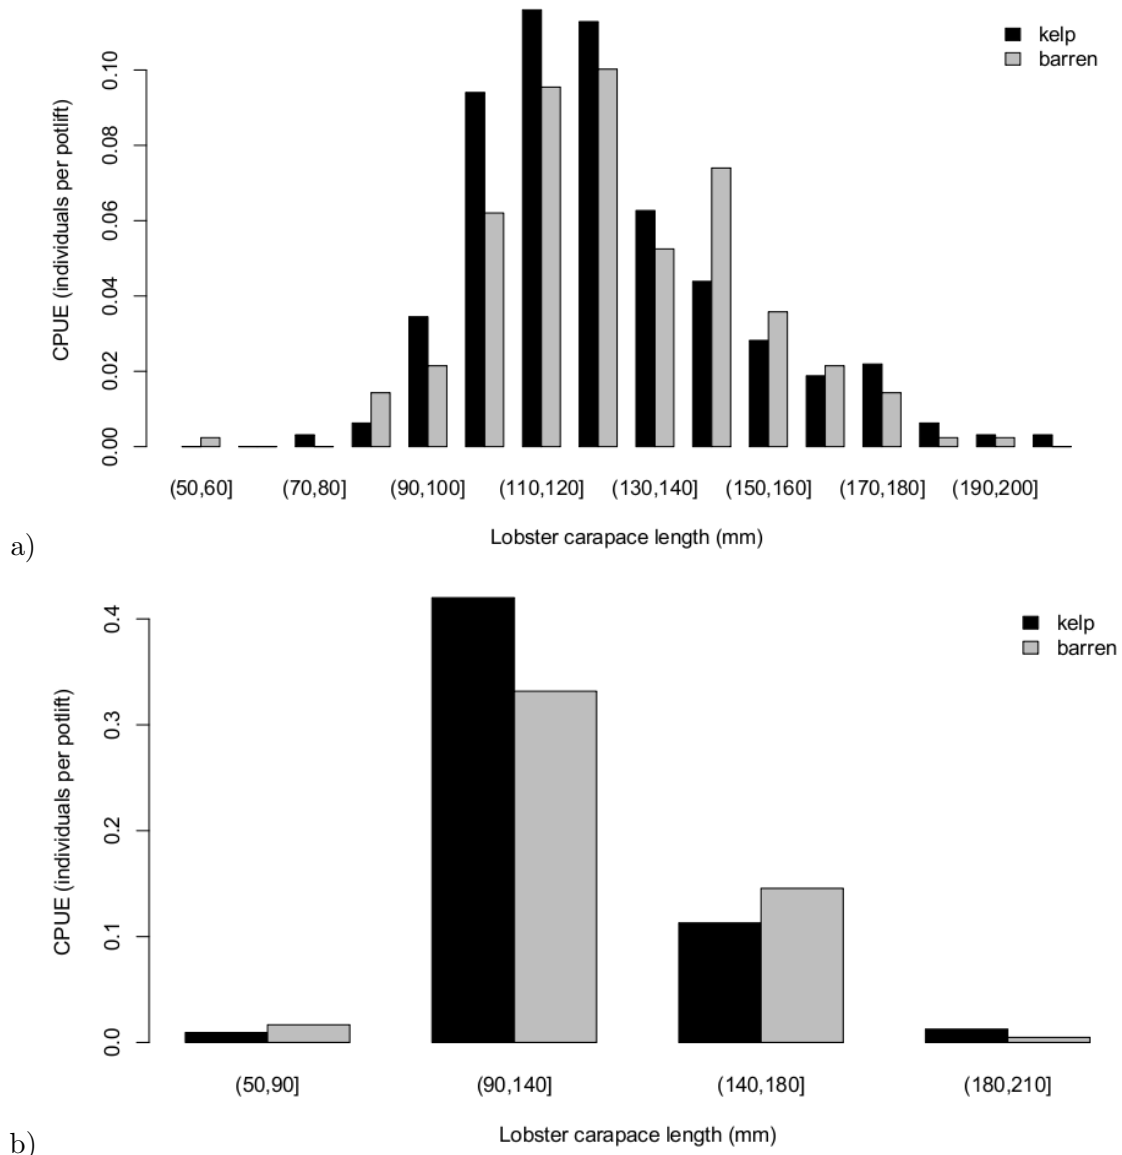 kelp
barren
CPUE (individuals per potlift)
0.10
0.08
0.06
0.04
0.02
0.00
(50,60] (70,80] (90,100] (110,120] (130,140] (150,160] (170,180] (190,200]
Lobster carapace length (mm)
a)
kelp
barren
CPUE (individuals per potlift)
0.4
0.3
0.2
0.1
0.0
(50,90] (90,140] (140,180] (180,210]
Lobster carapace length (mm)
b)